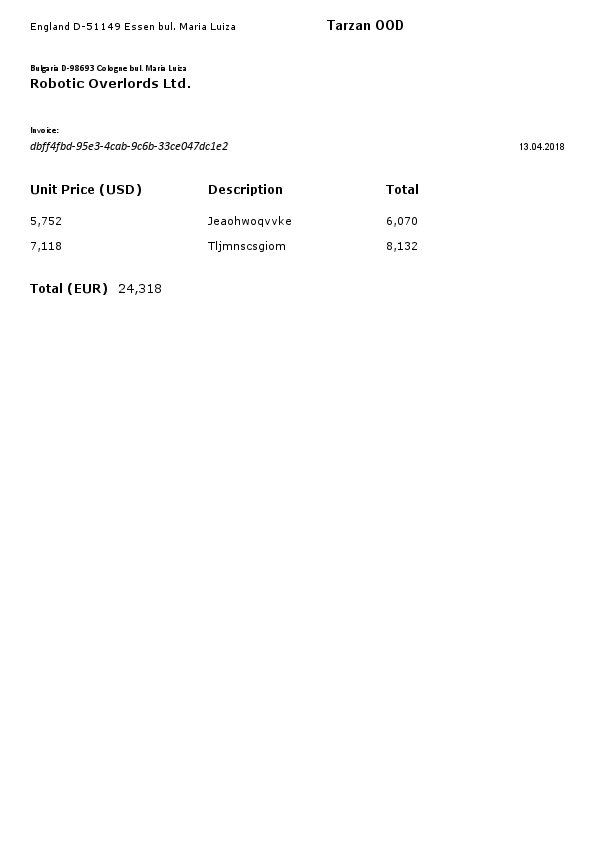 England D-51149 Essen bul. Maria Luiza Tarzan OOD
Bulgaria D-98693 Cologne bul. Maria Luiza
Robotic Overlords Ltd.
Invoice:
dbff4fbd-95e3-4cab-9c6b-33ce047dc1e2 13.04.2018
Unit Price (USD) Description Total
5,752 Jeaohwoqvvke 6,070
7,118 Tljmnscsgiom 8,132
Total (EUR) 24,318